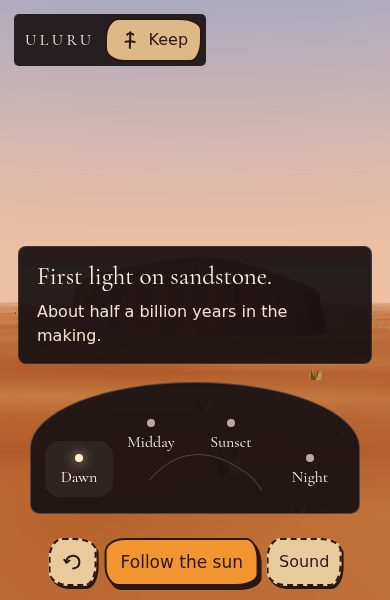 ULURU
Keep
First light on sandstone.
About half a billion years in the
making.
Midday
Sunset
Dawn
Night
Follow the sun
Sound